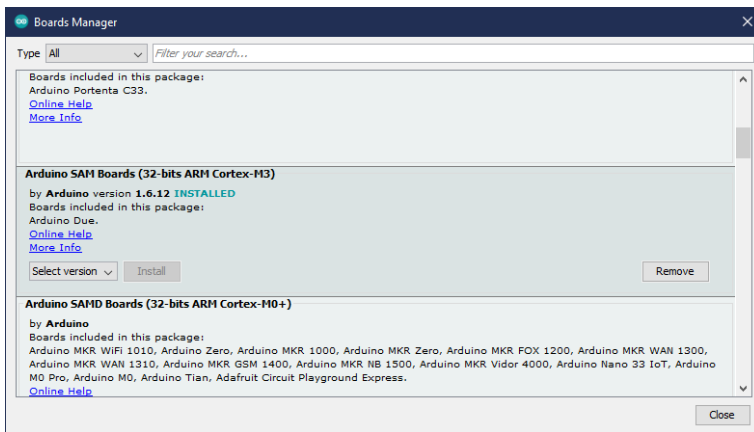 Boards Manager
Type All Filter your search...
Boards included in this package:
Arduino Portenta C33.
Online Help
More Info
Arduino SAM Boards (32-bits ARM Cortex-M3)
by Arduino version 1.6.12 INSTALLED
Boards included in this package:
Arduino Due.
Online Help
More Info
Select version Install Remove
Arduino SAMD Boards (32-bits ARM Cortex-M0+)
by Arduino
Boards included in this package:
Arduino MKR WiFi 1010, Arduino Zero, Arduino MKR 1000, Arduino MKR Zero, Arduino MKR FOX 1200, Arduino MKR WAN 1300,
Arduino MKR WAN 1310, Arduino MKR GSM 1400, Arduino MKR NB 1500, Arduino MKR Vidor 4000, Arduino Nano 33 IoT, Arduino
M0 Pro, Arduino M0, Arduino Tian, Adafruit Circuit Playground Express.
Online Help
Close